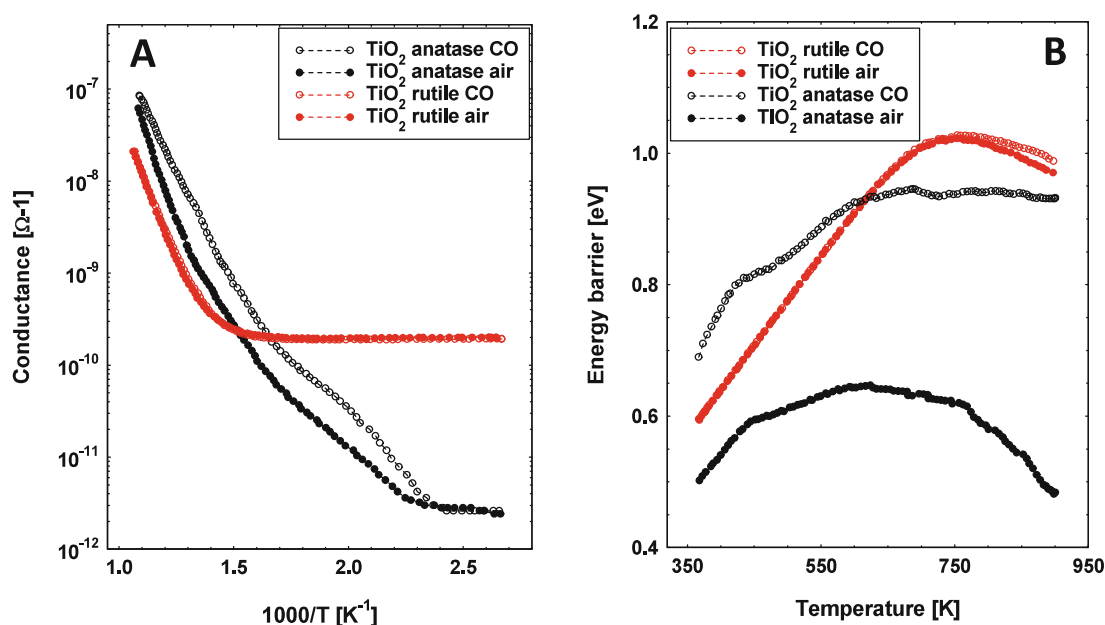 A
TiO2 anatase CO
TiO2 anatase air
TiO2 rutile CO
TiO2 rutile air
10-7
10-8
10-9
10-10
10-11
10-12
Conductance [Ω-1]
1.0 1.5 2.0 2.5
1000/T [K-1]
B
TiO2 rutile CO
TiO2 rutile air
TiO2 anatase CO
TIO2 anatase air
1.0
0.8
0.6
0.4
Energy barrier [eV]
350 550 750 950
Temperature [K]